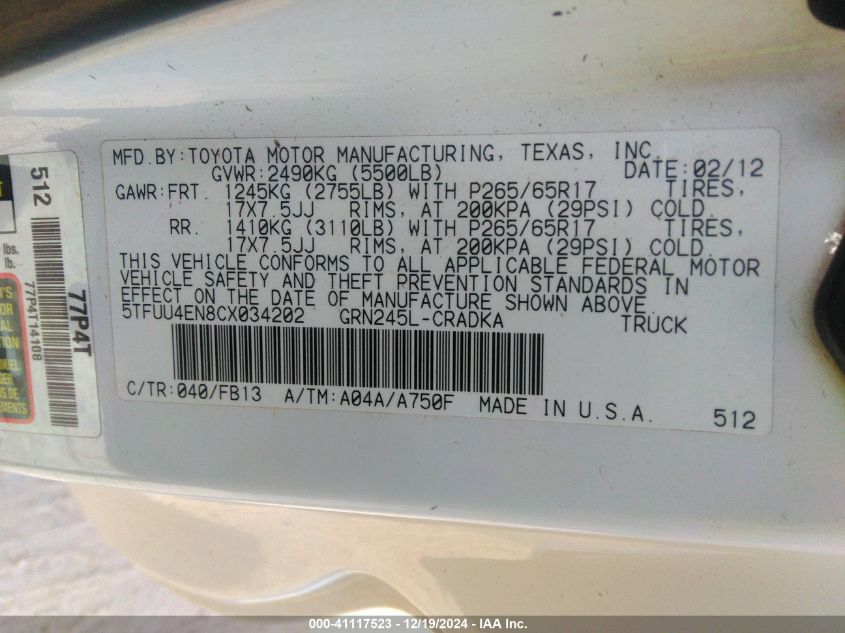 MFD.BY:TOYOTA MOTOR MANUFACTURING, TEXAS, INC.
GVWR:2490KG (5500LB) DATE:02/12
GAWR:FRT. 1245KG (2755LB) WITH P265/65R17 TIRES,
17X7.5JJ RIMS, AT 200KPA (29PSI) COLD.
RR. 1410KG (3110LB) WITH P265/65R17 TIRES,
17X7.5JJ RIMS, AT 200KPA (29PSI) COLD.
THIS VEHICLE CONFORMS TO ALL APPLICABLE FEDERAL MOTOR
VEHICLE SAFETY AND THEFT PREVENTION STANDARDS IN
EFFECT ON THE DATE OF MANUFACTURE SHOWN ABOVE.
5TFUU4EN8CX034202 GRN245L-CRADKA TRUCK
C/TR:040/FB13 A/TM:A04A/A750F MADE IN U.S.A.
512
512
77P4T
77P4T14108
lbs.
lb.
000-41117523 - 12/19/2024 - IAA Inc.